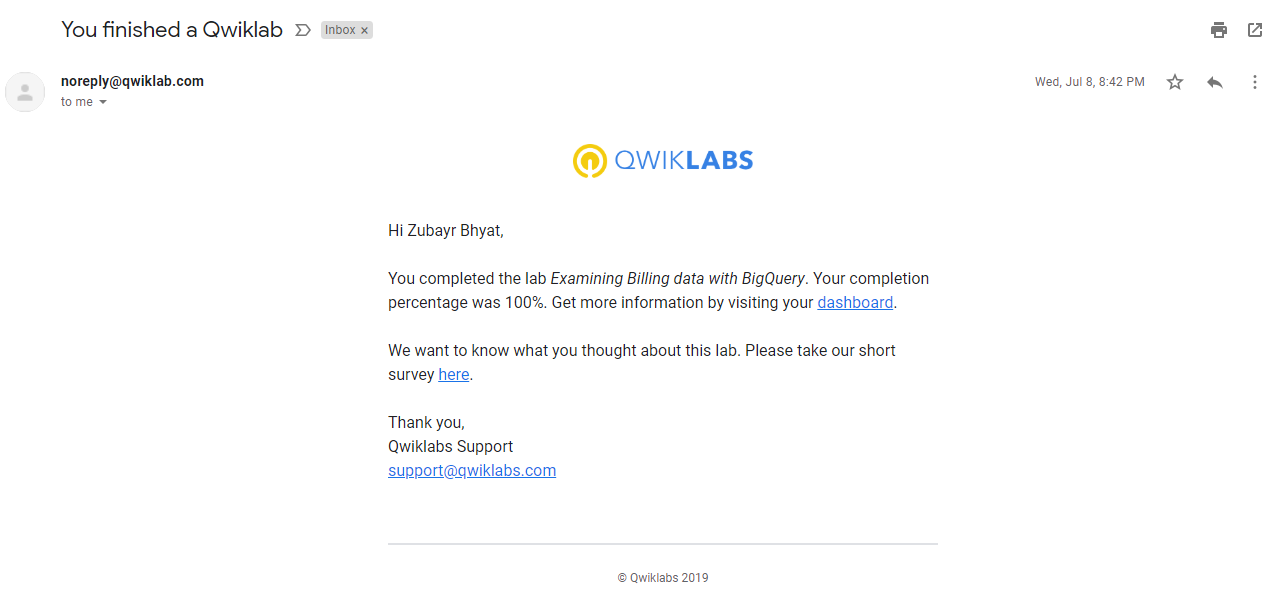 You finished a Qwiklab Inbox x
noreply@qwiklab.com Wed, Jul 8, 8:42 PM
to me
QWIKLABS
Hi Zubayr Bhyat,
You completed the lab Examining Billing data with BigQuery. Your completion
percentage was 100%. Get more information by visiting your dashboard.
We want to know what you thought about this lab. Please take our short
survey here.
Thank you,
Qwiklabs Support
support@qwiklabs.com
© Qwiklabs 2019